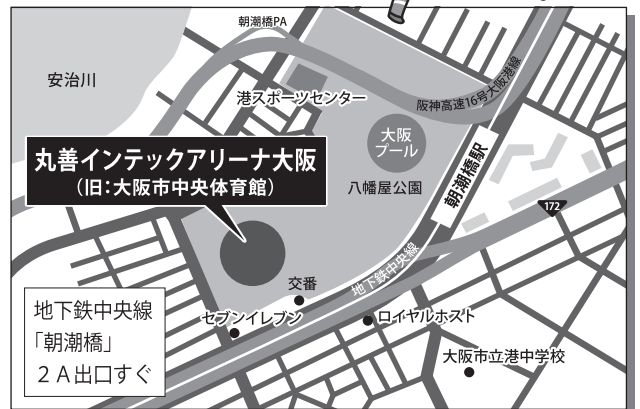 朝潮橋PA
安治川
港スポーツセンター
阪神高速16号大阪港線
大阪
プール
丸善インテックアリーナ大阪
(旧:大阪市中央体育館)
八幡屋公園
朝潮橋駅
172
地下鉄中央線
交番
セブンイレブン
ロイヤルホスト
大阪市立港中学校
地下鉄中央線
「朝潮橋」
2A出口すぐ